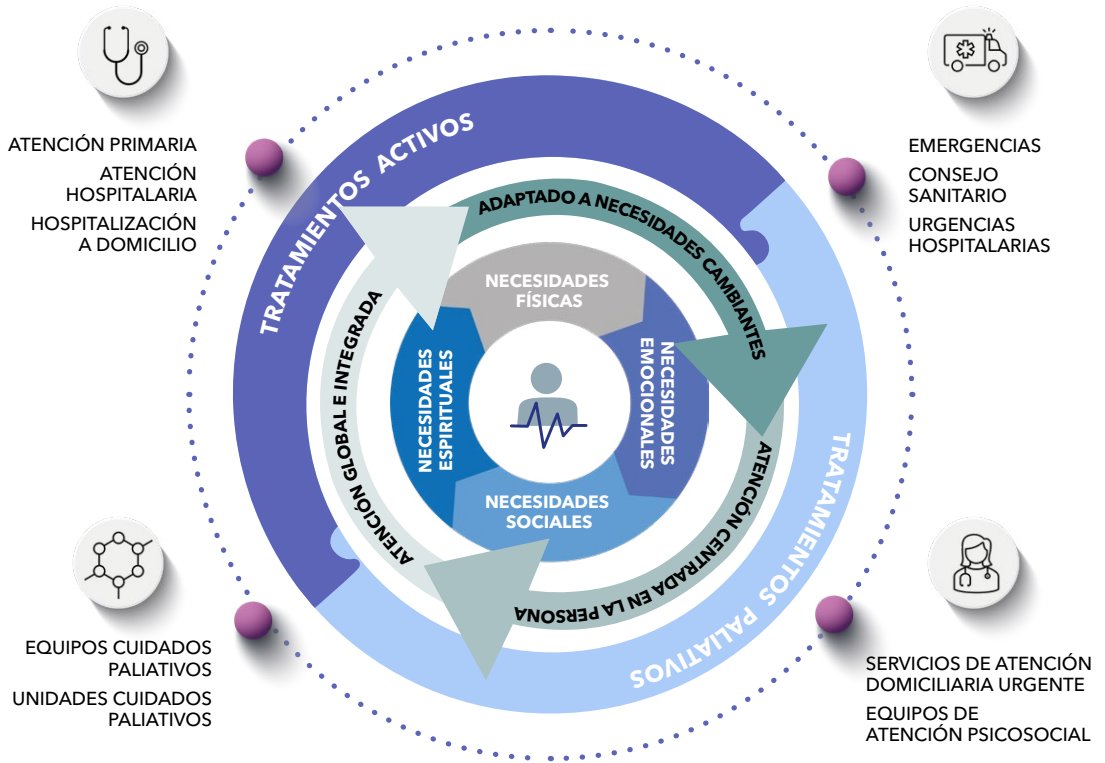 ATENCIÓN PRIMARIA
ATENCIÓN
HOSPITALARIA
HOSPITALIZACIÓN
A DOMICILIO
EMERGENCIAS
CONSEJO
SANITARIO
URGENCIAS
HOSPITALARIAS
TRATAMIENTOS ACTIVOS
TRATAMIENTOS PALIATIVOS
ADAPTADO A NECESIDADES CAMBIANTES
ATENCIÓN CENTRADA EN LA PERSONA
ATENCIÓN GLOBAL E INTEGRADA
NECESIDADES
FÍSICAS
NECESIDADES
EMOCIONALES
NECESIDADES
SOCIALES
NECESIDADES
ESPIRITUALES
EQUIPOS CUIDADOS
PALIATIVOS
UNIDADES CUIDADOS
PALIATIVOS
SERVICIOS DE ATENCIÓN
DOMICILIARIA URGENTE
EQUIPOS DE
ATENCIÓN PSICOSOCIAL